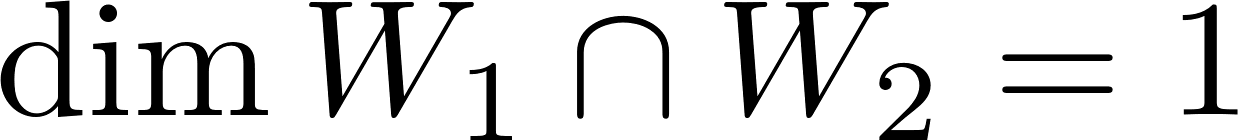 dim W₁ ∩ W₂ = 1